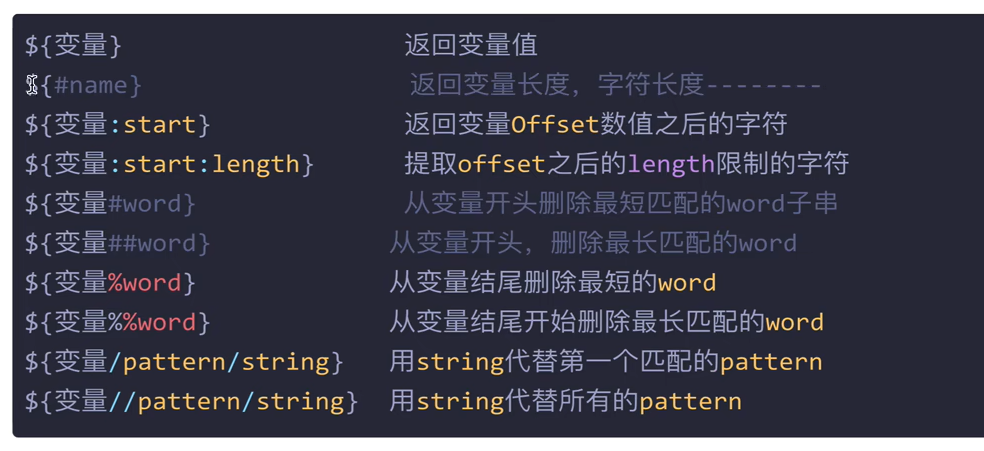 ${变量} 返回变量值
${#name} 返回变量长度，字符长度--------
${变量:start} 返回变量Offset数值之后的字符
${变量:start:length} 提取offset之后的length限制的字符
${变量#word} 从变量开头删除最短匹配的word子串
${变量##word} 从变量开头，删除最长匹配的word
${变量%word} 从变量结尾删除最短的word
${变量%%word} 从变量结尾开始删除最长匹配的word
${变量/pattern/string} 用string代替第一个匹配的pattern
${变量//pattern/string} 用string代替所有的pattern